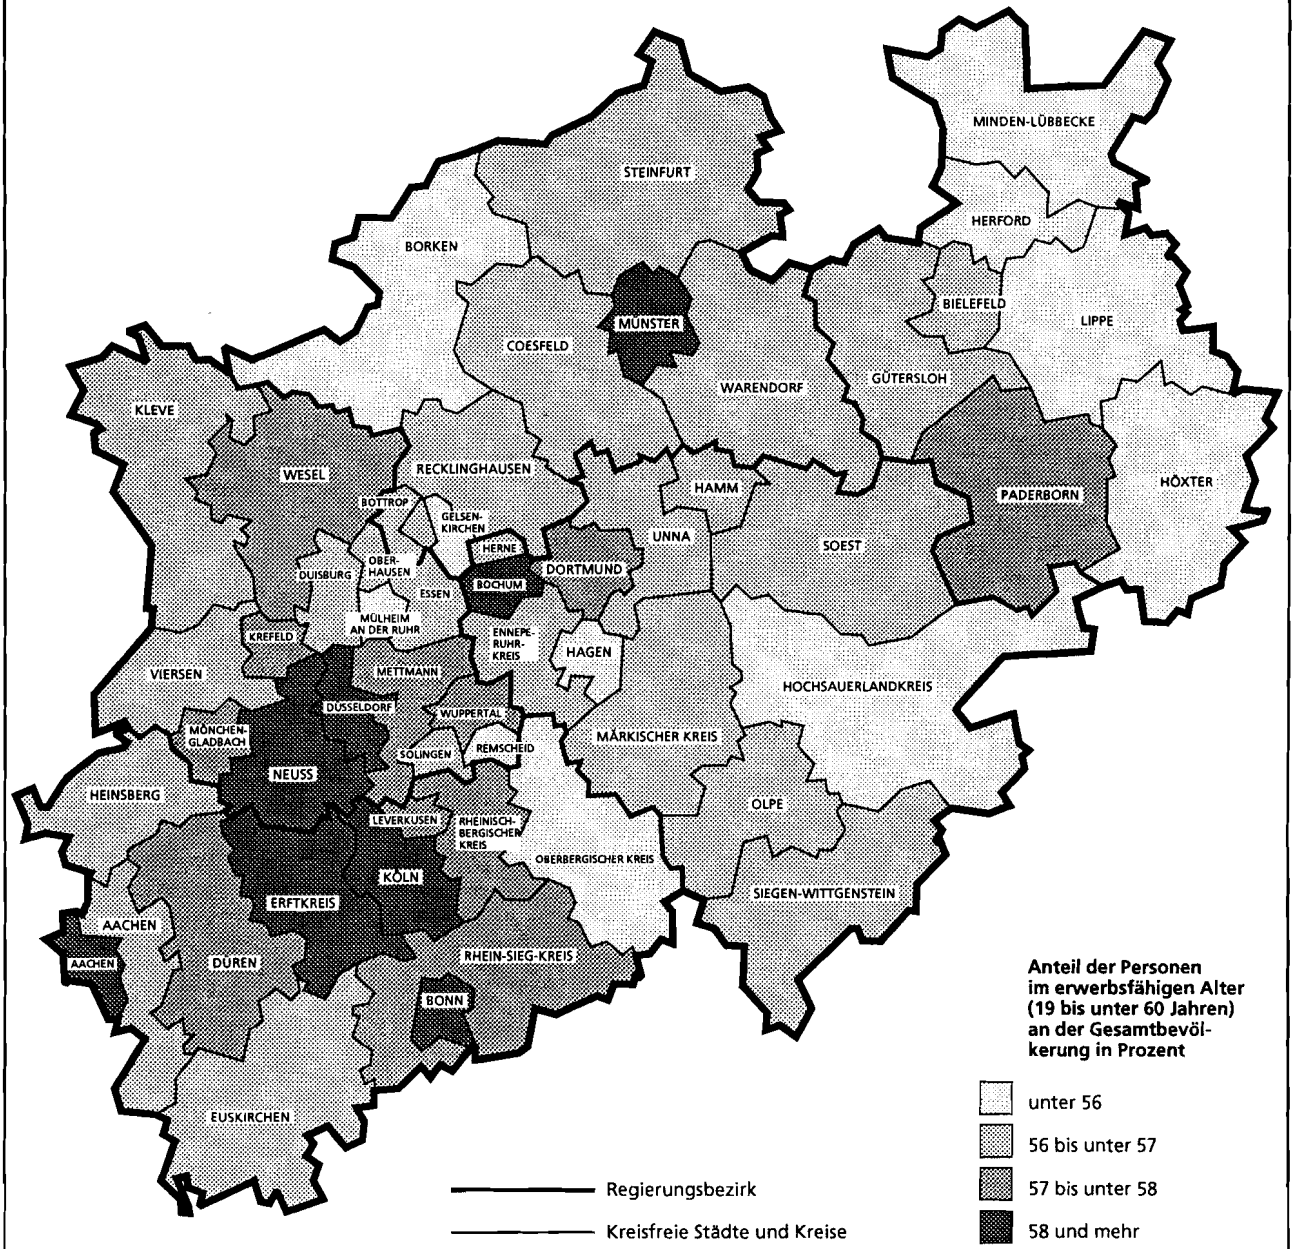 MINDEN-LÜBBECKE
STEINFURT
HERFORD
BORKEN
BIELEFELD
LIPPE
MÜNSTER
COESFELD
GÜTERSLOH
WARENDORF
KLEVE
RECKLINGHAUSEN
WESEL
HÖXTER
HAMM
PADERBORN
BOTTROP
GELSEN-
KIRCHEN
UNNA
SOEST
HERNE
OBER-
HAUSEN
DORTMUND
DUISBURG
BOCHUM
ESSEN
MÜLHEIM
AN DER RUHR
KREFELD
ENNEPE-
RUHR-
KREIS
HAGEN
VIERSEN
METTMANN
HOCHSAUERLANDKREIS
DÜSSELDORF
WUPPERTAL
MÖNCHEN-
GLADBACH
MÄRKISCHER KREIS
SOLINGEN
REMSCHEID
NEUSS
HEINSBERG
OLPE
LEVERKUSEN
RHEINISCH-
BERGISCHER
KREIS
OBERBERGISCHER KREIS
KÖLN
SIEGEN-WITTGENSTEIN
ERFTKREIS
AACHEN
RHEIN-SIEG-KREIS
AACHEN
DÜREN
BONN
EUSKIRCHEN
Anteil der Personen
im erwerbsfähigen Alter
(19 bis unter 60 Jahren)
an der Gesamtbevöl-
kerung in Prozent
unter 56
56 bis unter 57
57 bis unter 58
58 und mehr
Regierungsbezirk
Kreisfreie Städte und Kreise